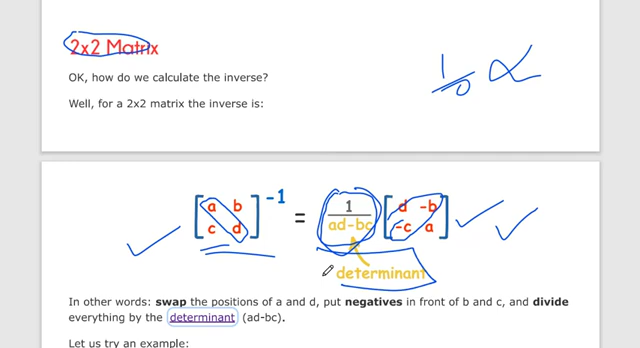 2x2 Matrix
OK, how do we calculate the inverse?
Well, for a 2x2 matrix the inverse is:
1/0 ∝
[a b
c d]⁻¹ = 1/(ad-bc) [d -b
-c a]
determinant
In other words: swap the positions of a and d, put negatives in front of b and c, and divide
everything by the determinant (ad-bc).
Let us try an example: